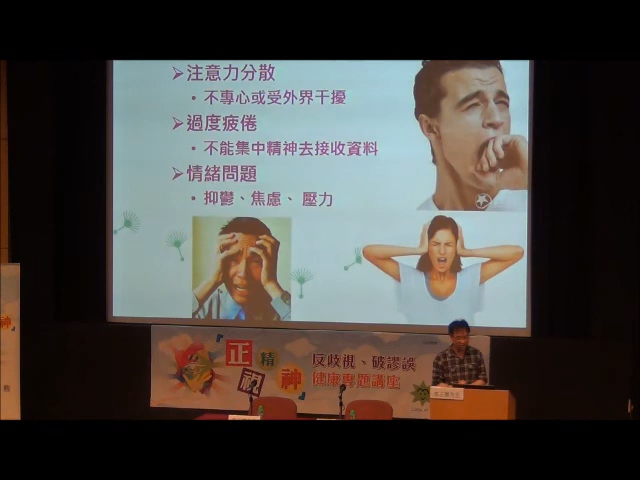 ➢注意力分散
• 不專心或受外界干擾
➢過度疲倦
• 不能集中精神去接收資料
➢情緒問題
• 抑鬱、焦慮、壓力
『正視精神』
反歧視、破謬誤
健康專題講座
神』